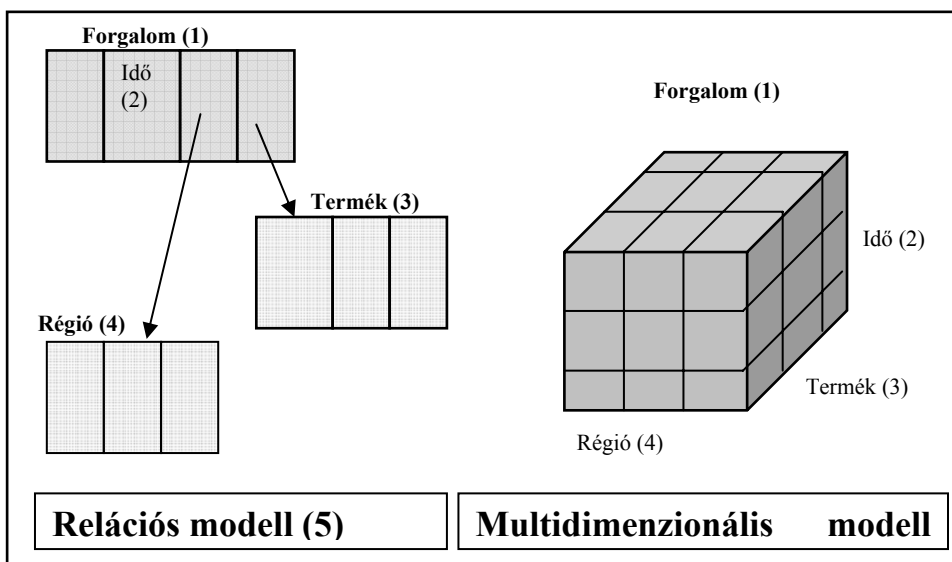 Forgalom (1)
Idő
(2)
Termék (3)
Régió (4)
Forgalom (1)
Idő (2)
Termék (3)
Régió (4)
Relációs modell (5)
Multidimenzionális modell